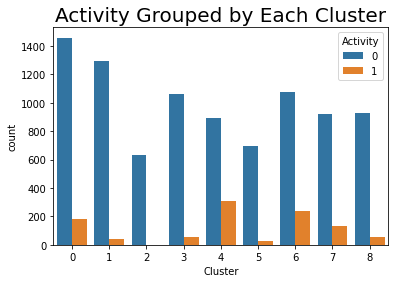 Activity Grouped by Each Cluster
Activity
0
1
1400
1200
1000
800
600
400
200
0
count
0 1 2 3 4 5 6 7 8
Cluster